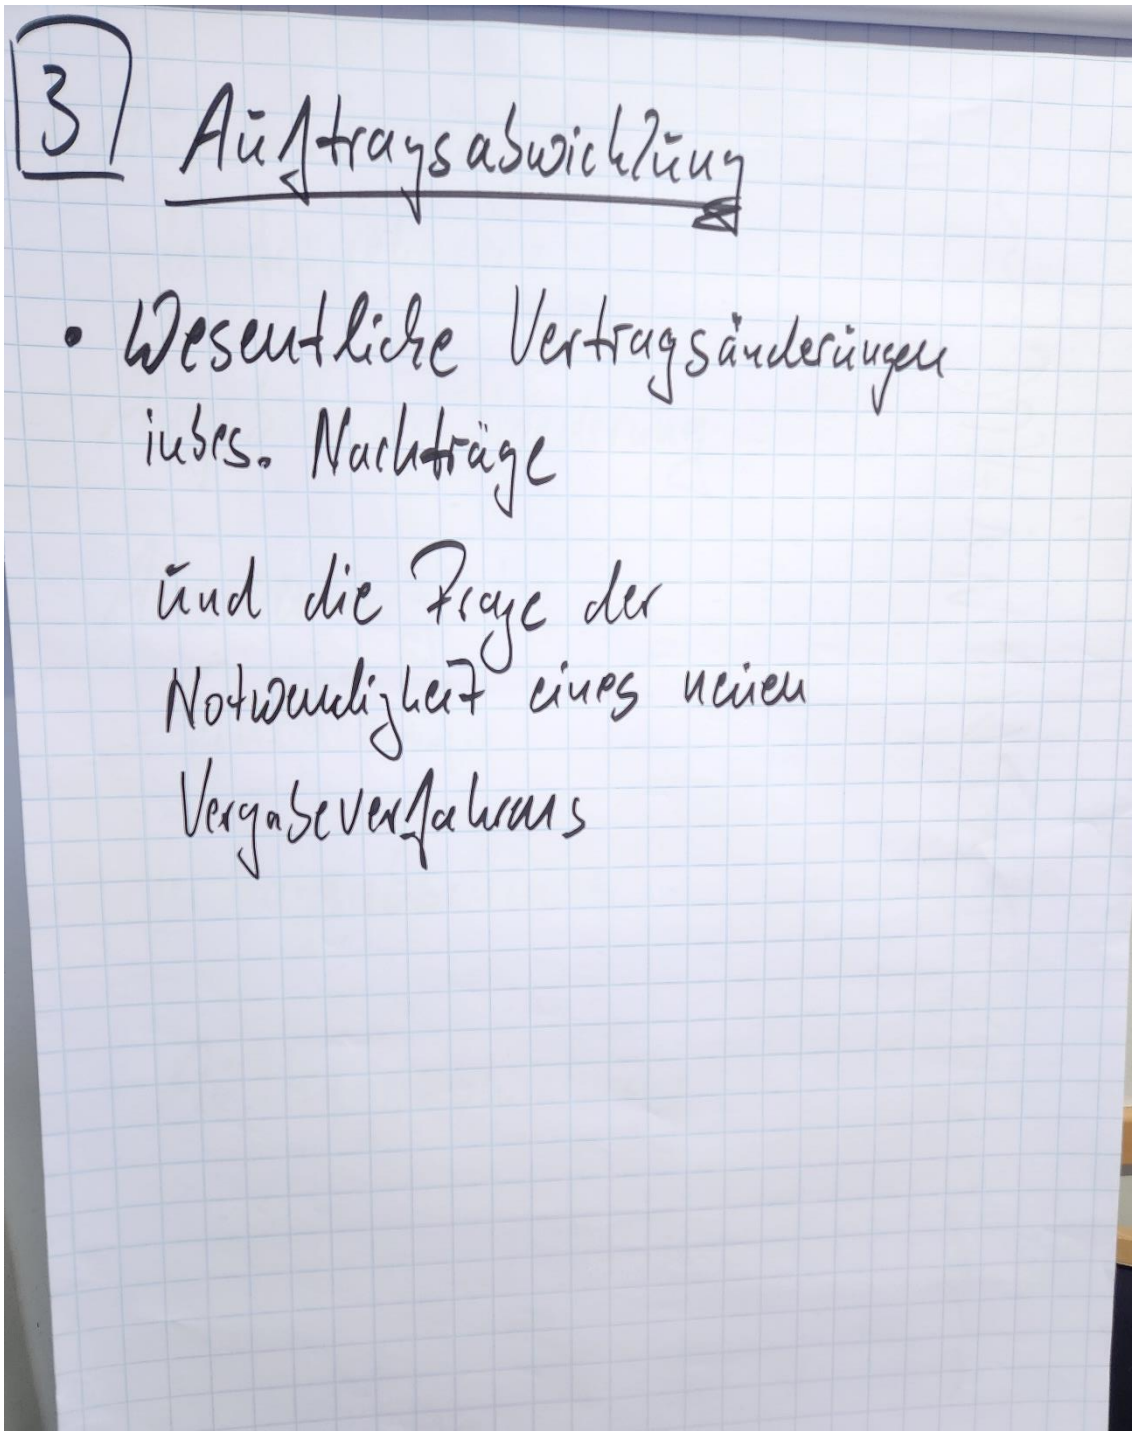 3
Auftragsabwicklung
• Wesentliche Vertragsänderungen
insbes. Nachträge
und die Frage der
Notwendigkeit eines neuen
Vergabeverfahrens